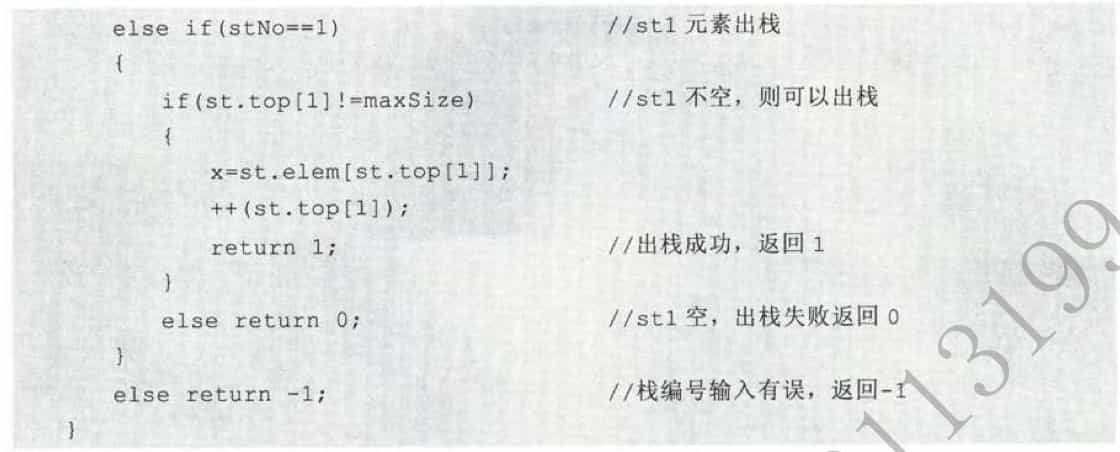 else if(stNo==1) //st1 元素出栈
{
if(st.top[1]!=maxSize) //st1 不空，则可以出栈
{
x=st.elem[st.top[1]];
++(st.top[1]);
return 1; //出栈成功，返回 1
}
else return 0; //st1 空，出栈失败返回 0
}
else return -1; //栈编号输入有误，返回-1
}
113199